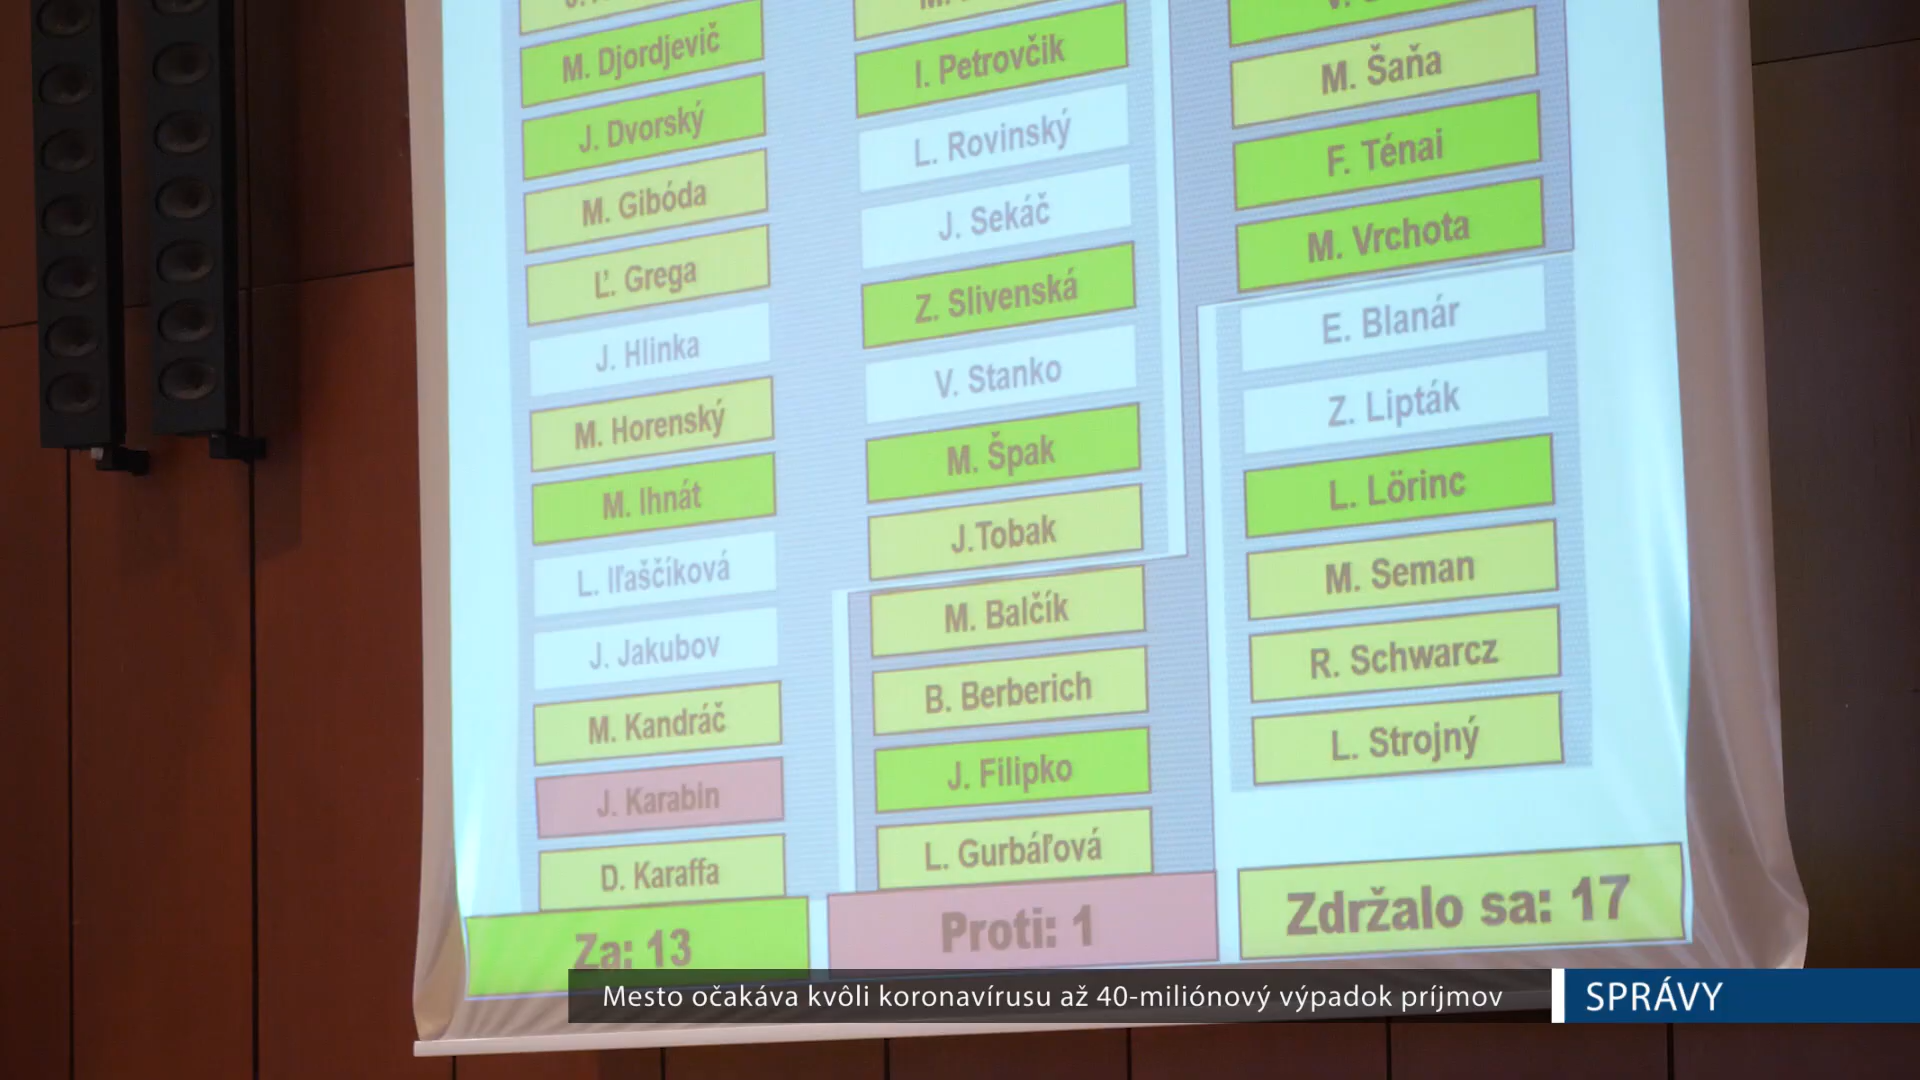 M. Djordjevič
J. Dvorský
M. Gibóda
Ľ. Grega
J. Hlinka
M. Horenský
M. Ihnát
L. Iľaščíková
J. Jakubov
M. Kandráč
J. Karabin
D. Karaffa
I. Petrovčik
L. Rovinský
J. Sekáč
Z. Slivenská
V. Stanko
M. Špak
J.Tobak
M. Balčík
B. Berberich
J. Filipko
L. Gurbáľová
M. Šaňa
F. Ténai
M. Vrchota
E. Blanár
Z. Lipták
L. Lörinc
M. Seman
R. Schwarcz
L. Strojný
Za: 13
Proti: 1
Zdržalo sa: 17
Mesto očakáva kvôli koronavírusu až 40-miliónový výpadok príjmov
SPRÁVY